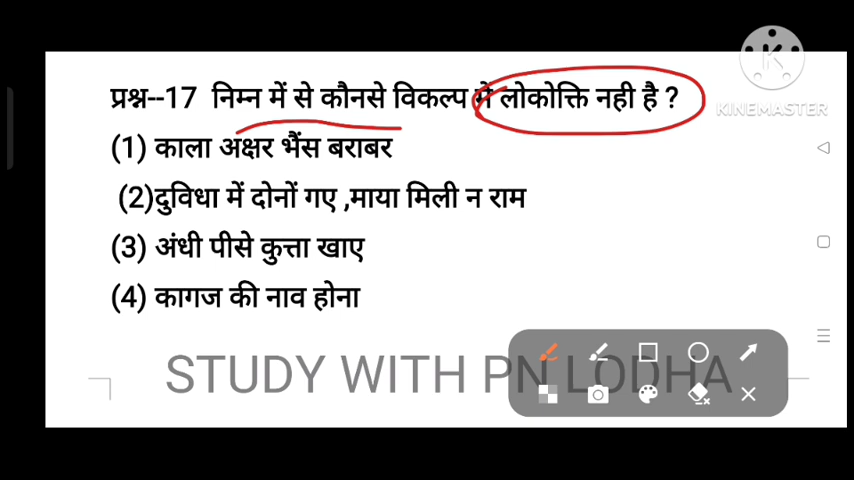 प्रश्न--17 निम्न में से कौनसे विकल्प में लोकोक्ति नही है ?
KINEMASTER
(1) काला अक्षर भैंस बराबर
(2)दुविधा में दोनों गए ,माया मिली न राम
(3) अंधी पीसे कुत्ता खाए
(4) कागज की नाव होना
STUDY WITH PN LODHA